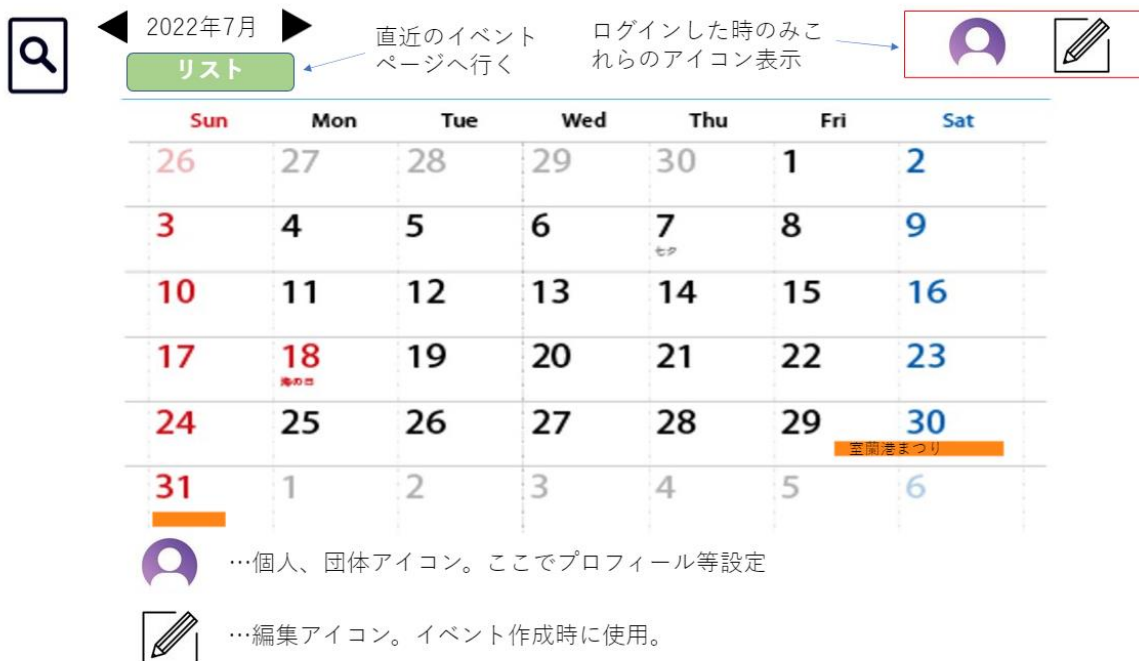 2022年7月
リスト
直近のイベント
ページへ行く
ログインした時のみこ
れらのアイコン表示
Sun Mon Tue Wed Thu Fri Sat
26 27 28 29 30 1 2
3 4 5 6 7 8 9
七夕
10 11 12 13 14 15 16
17 18 19 20 21 22 23
海の日
24 25 26 27 28 29 30
室蘭港まつり
31 1 2 3 4 5 6
…個人、団体アイコン。ここでプロフィール等設定
…編集アイコン。イベント作成時に使用。